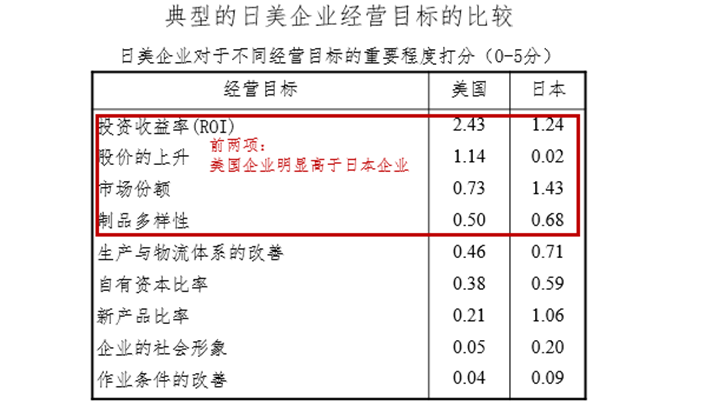 典型的日美企业经营目标的比较
日美企业对于不同经营目标的重要程度打分（0-5分）
经营目标 美国 日本
投资收益率(ROI) 2.43 1.24
股价的上升 1.14 0.02
前两项：
美国企业明显高于日本企业
市场份额 0.73 1.43
制品多样性 0.50 0.68
生产与物流体系的改善 0.46 0.71
自有资本比率 0.38 0.59
新产品比率 0.21 1.06
企业的社会形象 0.05 0.20
作业条件的改善 0.04 0.09